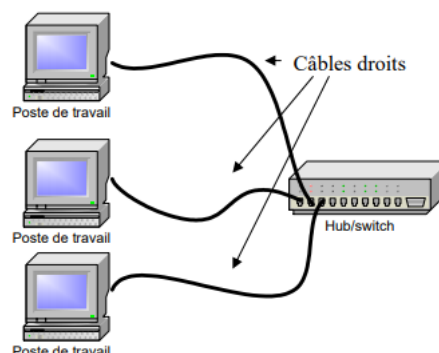 Câbles droits
Poste de travail
Hub/switch
Poste de travail
Poste de travail